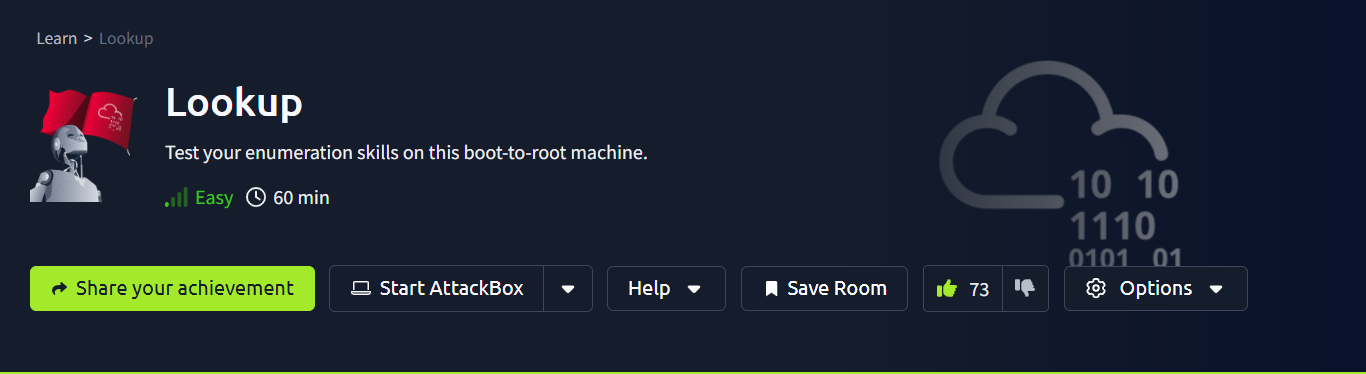 Learn > Lookup
Lookup
Test your enumeration skills on this boot-to-root machine.
Easy 60 min
10 10
1110
0101 01
Share your achievement Start AttackBox Help Save Room 73 Options